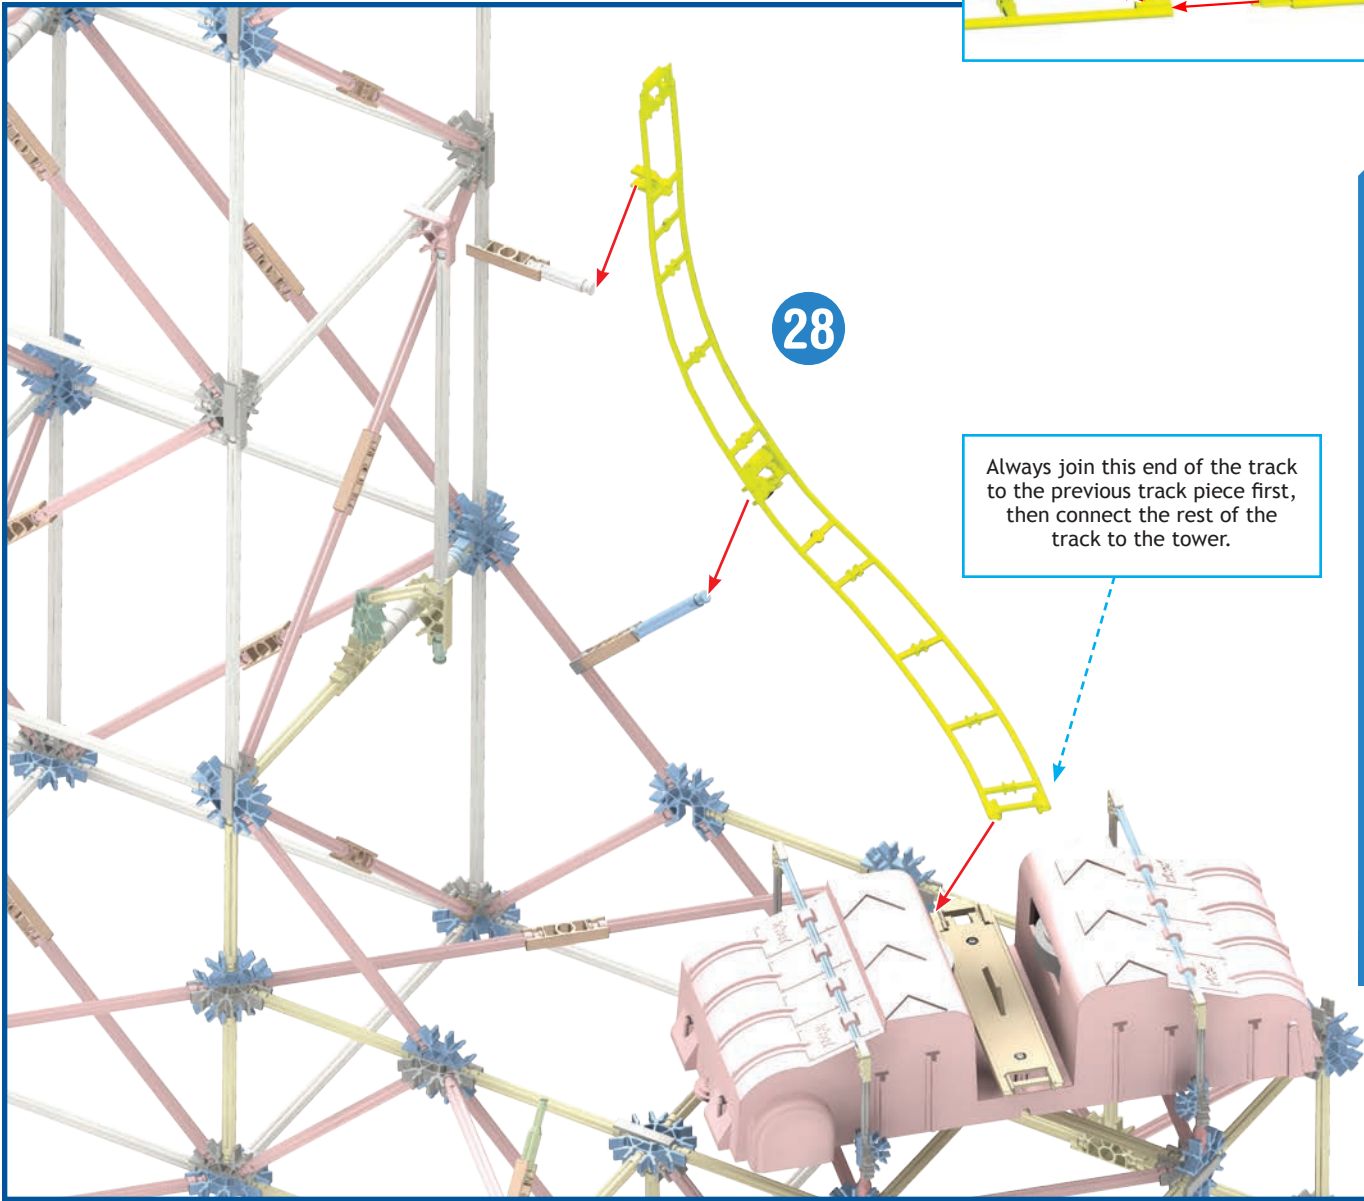 28
Always join this end of the track
to the previous track piece first,
then connect the rest of the
track to the tower.